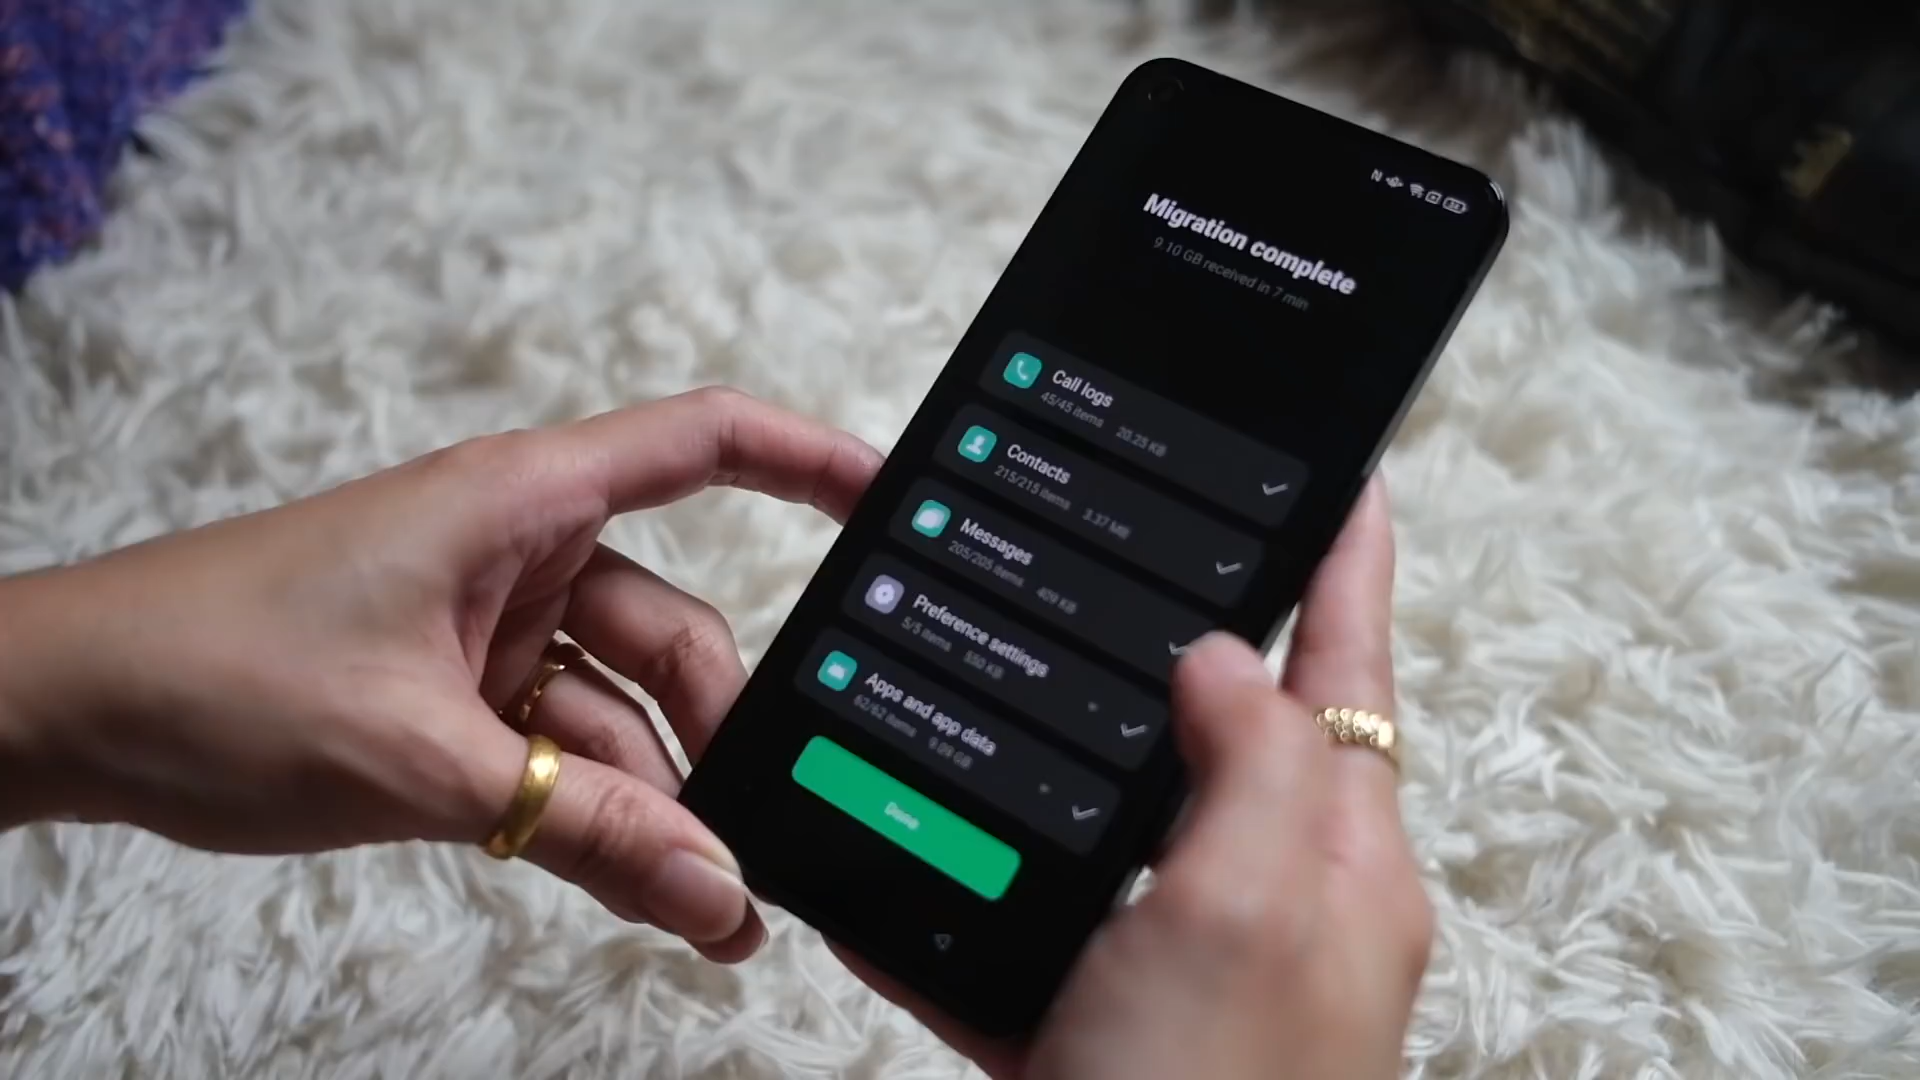 N
Migration complete
9.10 GB received in 7 min
Call logs
45/45 items 20.25 KB
Contacts
215/215 items 3.37 MB
Messages
205/205 items 409 KB
Preference settings
5/5 items 550 KB
Apps and app data
62/62 items 9.09 GB
Done